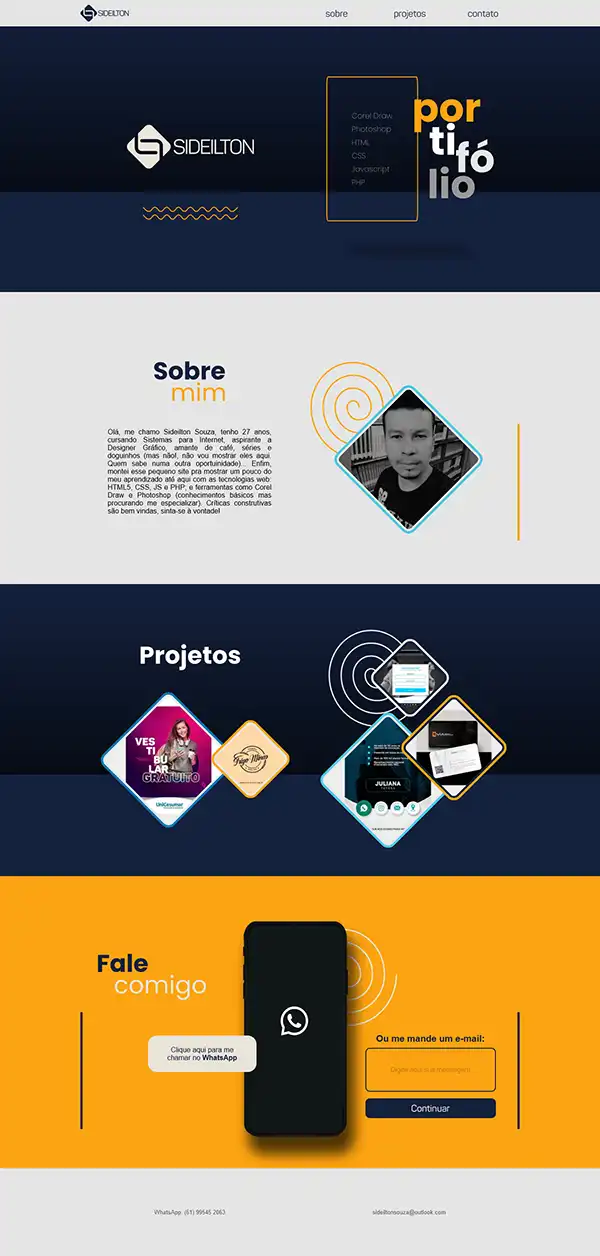 SIDEILTON
sobre
projetos
contato
SIDEILTON
Corel Draw
Photoshop
HTML
CSS
Javascript
PHP
por
ti
fó
lio
Sobre
mim
Olá, me chamo Sideilton Souza, tenho 27 anos,
cursando Sistemas para Internet, aspirante a
Designer Gráfico, amante de café, séries e
doguinhos (mas não!, não vou mostrar eles aqui.
Quem sabe numa outra oportuinidade)... Enfim,
montei esse pequeno site pra mostrar um pouco do
meu aprendizado até aqui com as tecnologias web:
HTML5, CSS, JS e PHP; e ferramentas como Corel
Draw e Photoshop (conhecimentos básicos mas
procurando me especializar). Críticas construtivas
são bem vindas, sinta-se à vontade!
Projetos
VES
TI
BU
LAR
GRATUITO
UniCesumar
JULIANA
Fale
comigo
Clique aqui para me
chamar no WhatsApp
Ou me mande um e-mail:
Digite aqui sua mensagem
Continuar
WhatsApp: (51) 99545 2063
sideiltonsouza@outlook.com